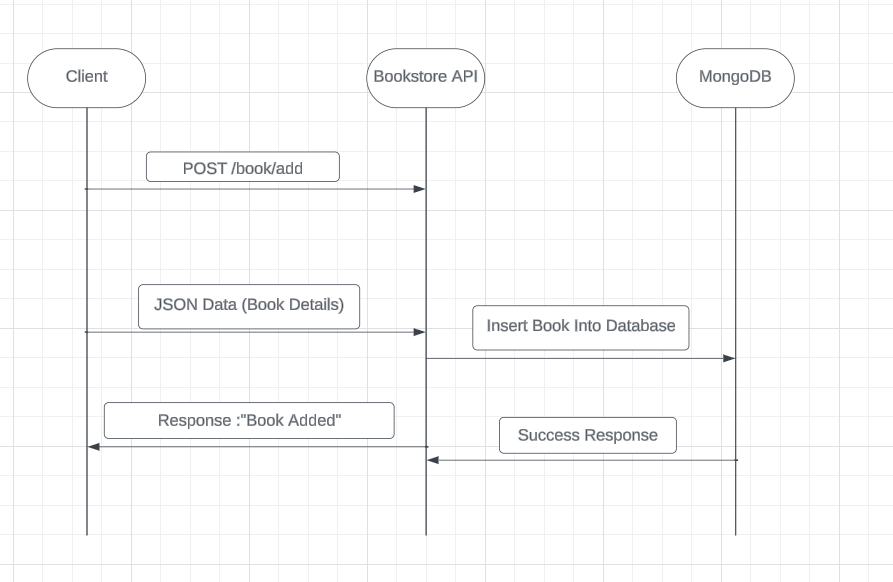 Client
Bookstore API
MongoDB
POST /book/add
JSON Data (Book Details)
Insert Book Into Database
Response :"Book Added"
Success Response